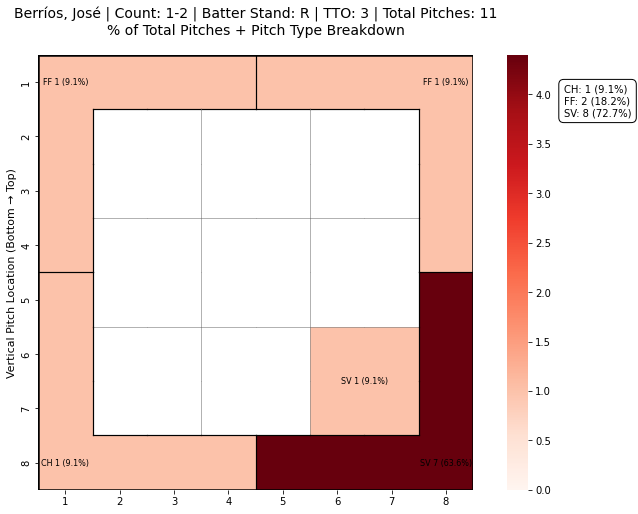 Berríos, José | Count: 1-2 | Batter Stand: R | TTO: 3 | Total Pitches: 11
% of Total Pitches + Pitch Type Breakdown
FF 1 (9.1%)
FF 1 (9.1%)
SV 1 (9.1%)
CH 1 (9.1%)
SV 7 (63.6%)
Vertical Pitch Location (Bottom → Top)
1
2
3
4
5
6
7
8
1
2
3
4
5
6
7
8
4.0
3.5
3.0
2.5
2.0
1.5
1.0
0.5
0.0
CH: 1 (9.1%)
FF: 2 (18.2%)
SV: 8 (72.7%)